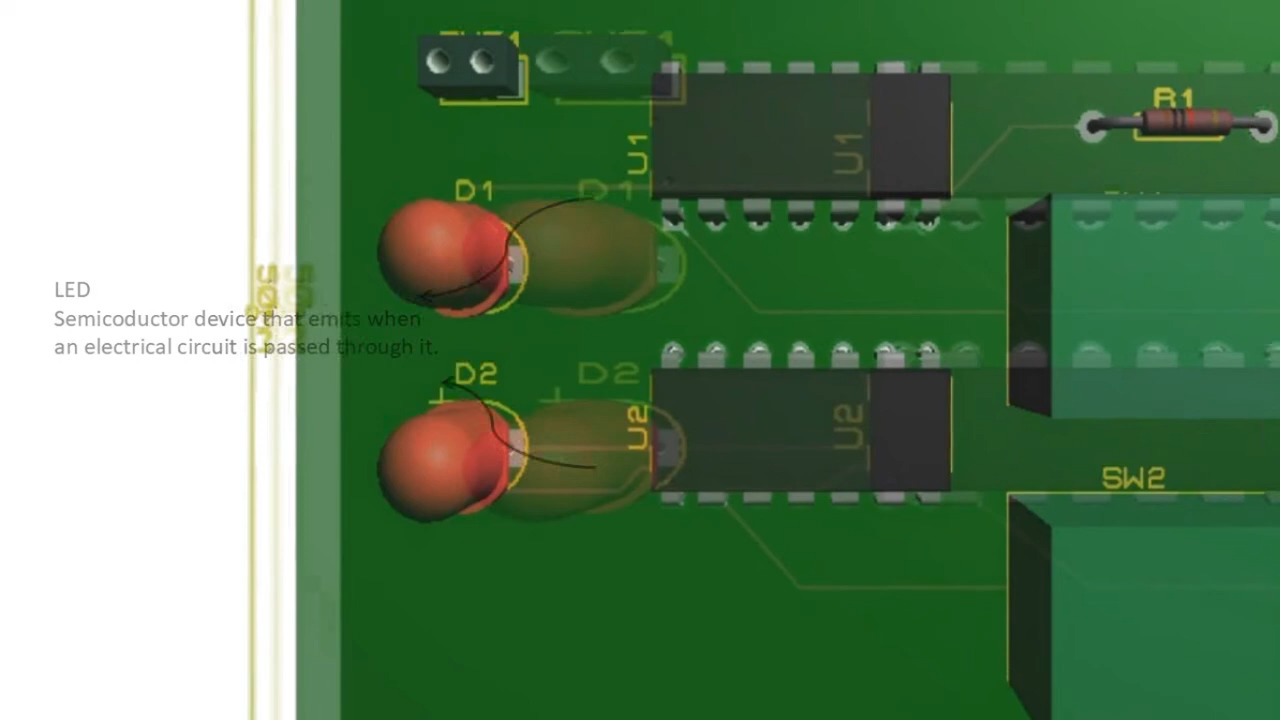 LED
Semicoductor device that emits when
an electrical circuit is passed through it.
D1
D1
U1
U1
R1
D2
D2
U2
U2
SW2